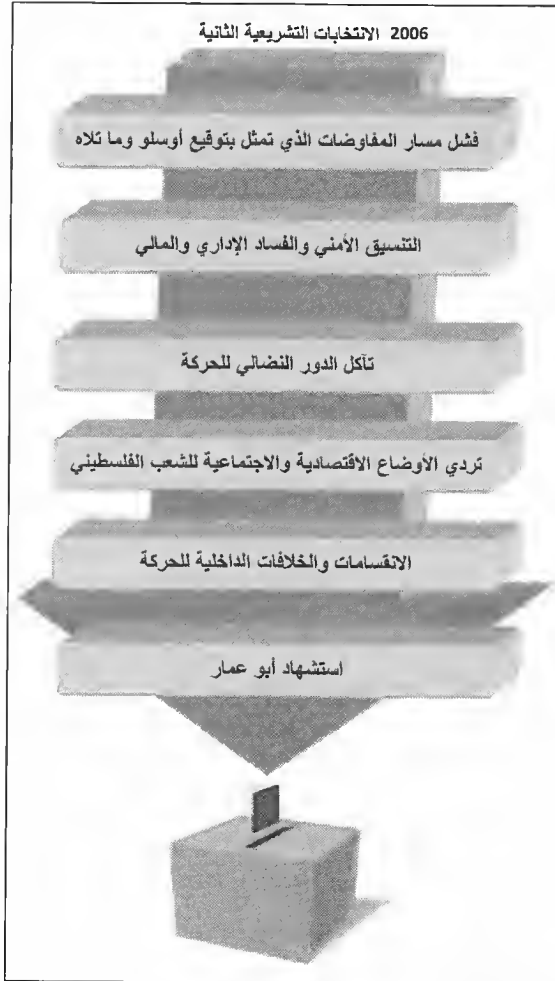 2006 الانتخابات التشريعية الثانية
فشل مسار المفاوضات الذي تمثل بتوقيع أوسلو وما تلاه
التنسيق الأمني والفساد الإداري والمالي
تآكل الدور النضالي للحركة
تردي الأوضاع الاقتصادية والاجتماعية للشعب الفلسطيني
الانقسامات والخلافات الداخلية للحركة
استشهاد أبو عمار